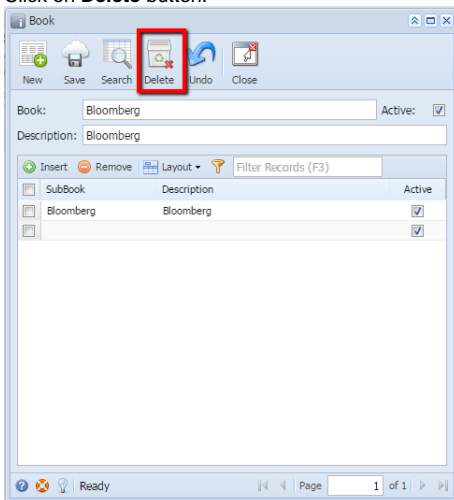 Click on Delete button.
Book
New Save Search Delete Undo Close
Book: Bloomberg Active:
Description: Bloomberg
Insert Remove Layout Filter Records (F3)
SubBook Description Active
Bloomberg Bloomberg
Ready Page 1 of 1